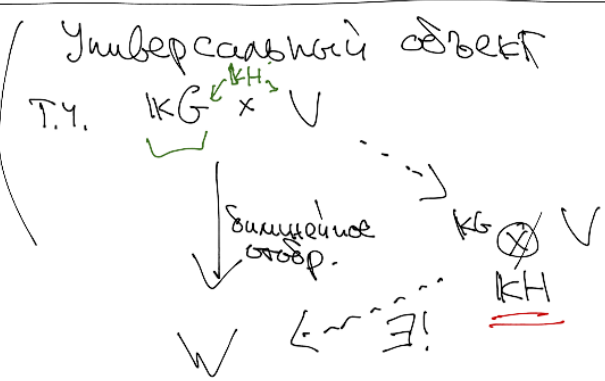 Универсальный объект
KH
т.ч. KG × V
билинейное
отобр.
KG ⊗ V
KH
W ∃!